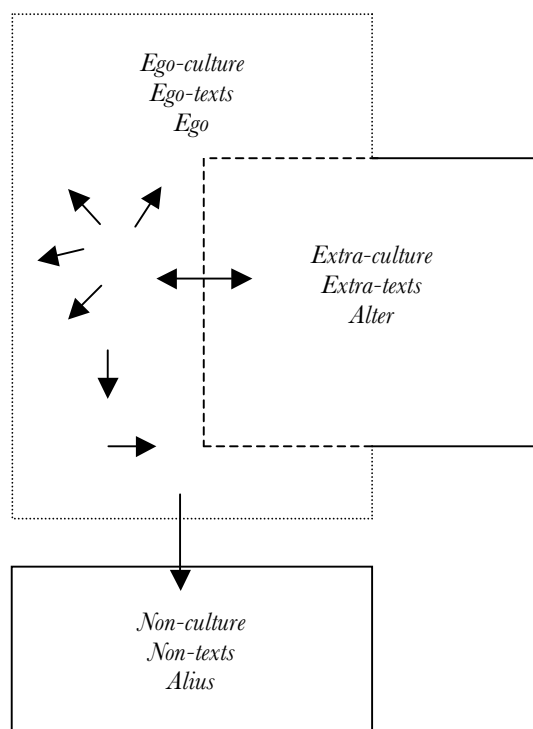 Ego-culture
Ego-texts
Ego
Extra-culture
Extra-texts
Alter
Non-culture
Non-texts
Alius